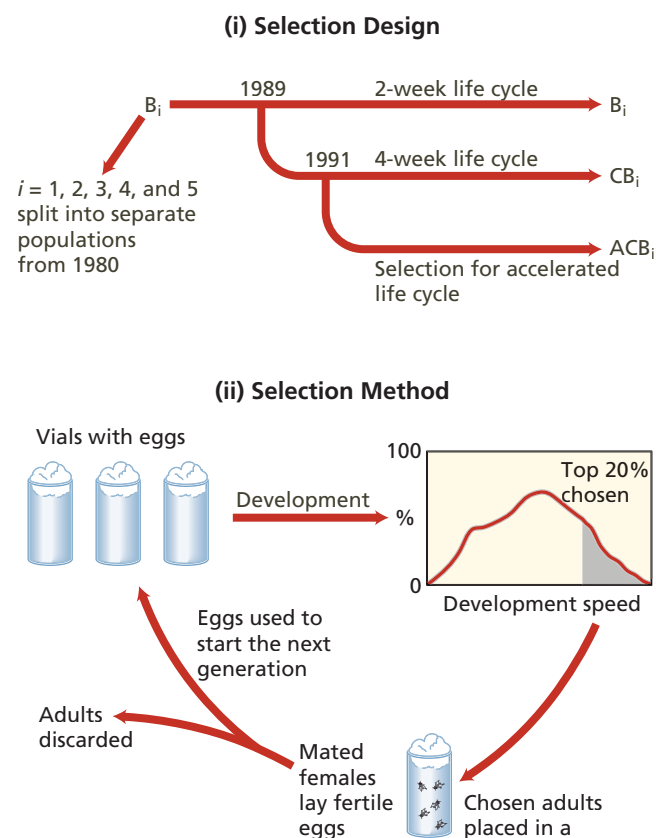 (i) Selection Design
1989
2-week life cycle
Bi
Bi
1991
4-week life cycle
CBi
i = 1, 2, 3, 4, and 5
split into separate
populations
from 1980
ACBi
Selection for accelerated
life cycle
(ii) Selection Method
Vials with eggs
Development
100
%
0
Top 20%
chosen
Development speed
Eggs used to
start the next
generation
Adults
discarded
Mated
females
lay fertile
eggs
Chosen adults
placed in a